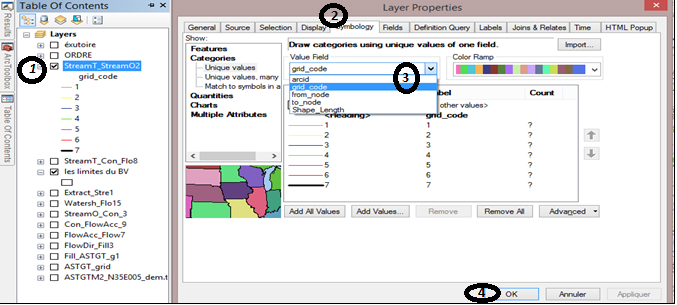 Table Of Contents
Layers
éxutoire
ORDRE
StreamT_StreamO2
grid_code
1
2
3
4
5
6
7
StreamT_Con_Flo8
les limites du BV
Extract_Stre1
Watersh_Flo15
StreamO_Con_3
Con_FlowAcc_9
FlowAcc_Flow7
FlowDir_Fill3
Fill_ASTGT_g1
ASTGT_grid
ASTGTM2_N35E005_dem.t
Results
ArcToolbox
Table Of Contents
1
Layer Properties
2
General Source Selection Display Symbology Fields Definition Query Labels Joins & Relates Time HTML Popup
Show:
Features
Categories
Unique values
Unique values, many
Match to symbols in a
Quantities
Charts
Multiple Attributes
Draw categories using unique values of one field.
Import...
Value Field
grid_code
Color Ramp
3
arcid
grid_code
from_node
to_node
Shape_Length
abel Count
other values>
<Heading> grid_code
1 1 ?
2 2 ?
3 3 ?
4 4 ?
5 5 ?
6 6 ?
7 7 ?
Add All Values Add Values... Remove Remove All Advanced
4
OK Annuler Appliquer